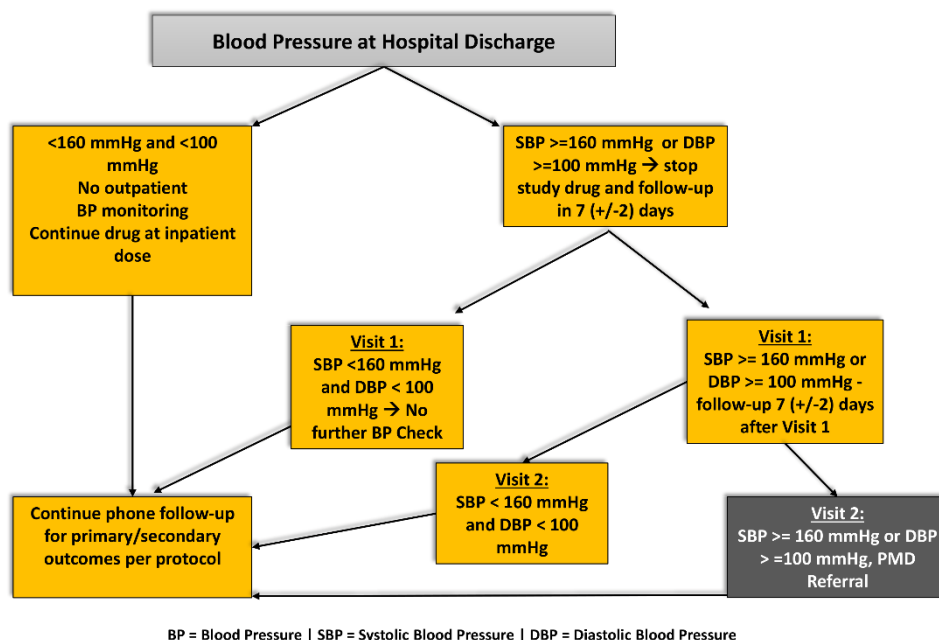 Blood Pressure at Hospital Discharge
<160 mmHg and <100
mmHg
No outpatient
BP monitoring
Continue drug at inpatient
dose
SBP >=160 mmHg or DBP
>=100 mmHg → stop
study drug and follow-up
in 7 (+/-2) days
Visit 1:
SBP <160 mmHg
and DBP < 100
mmHg → No
further BP Check
Visit 1:
SBP >= 160 mmHg or
DBP >= 100 mmHg -
follow-up 7 (+/-2) days
after Visit 1
Visit 2:
SBP < 160 mmHg
and DBP < 100
mmHg
Continue phone follow-up
for primary/secondary
outcomes per protocol
Visit 2:
SBP >= 160 mmHg or DBP
> =100 mmHg, PMD
Referral
BP = Blood Pressure | SBP = Systolic Blood Pressure | DBP = Diastolic Blood Pressure